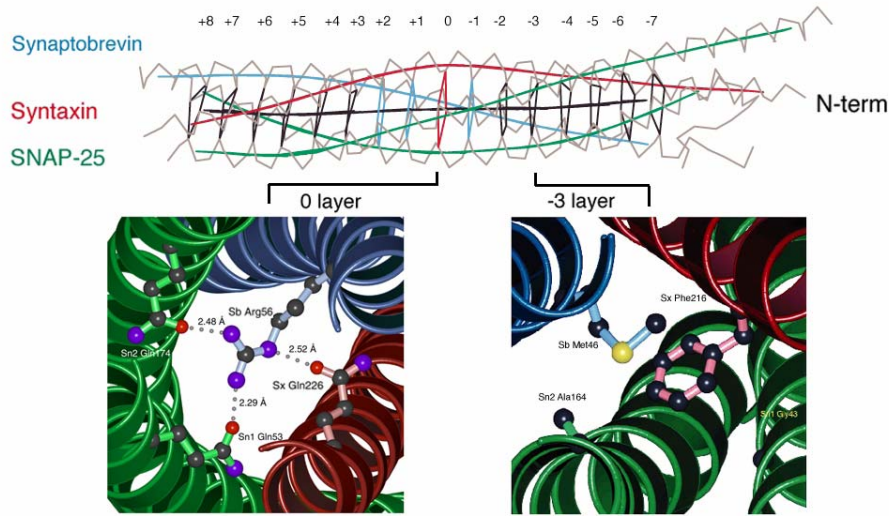 +8 +7 +6 +5 +4 +3 +2 +1 0 -1 -2 -3 -4 -5 -6 -7
Synaptobrevin
Syntaxin
N-term
SNAP-25
0 layer
-3 layer
Sb Arg56
2.48 Å
Sn2 Gln174
2.52 Å
Sx Gln226
2.29 Å
Sn1 Gln53
Sx Phe216
Sb Met46
Sn2 Ala164
Sn1 Gly43